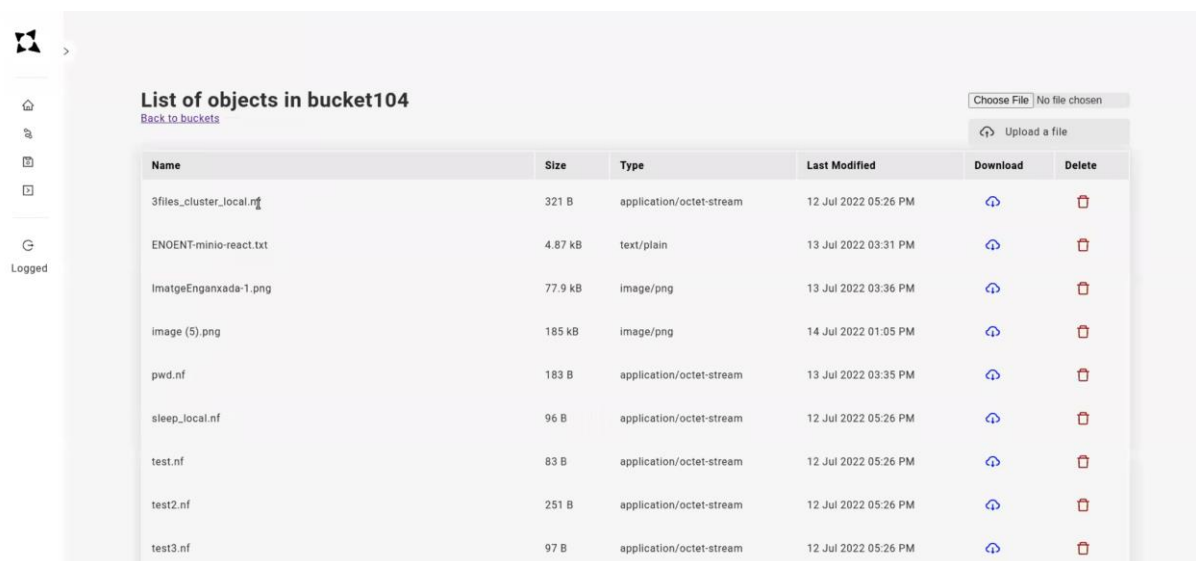 List of objects in bucket104
Back to buckets
Choose File No file chosen
Upload a file
Logged
Name Size Type Last Modified Download Delete
3files_cluster_local.nf 321 B application/octet-stream 12 Jul 2022 05:26 PM
ENOENT-minio-react.txt 4.87 kB text/plain 13 Jul 2022 03:31 PM
ImatgeEnganxada-1.png 77.9 kB image/png 13 Jul 2022 03:36 PM
image (5).png 185 kB image/png 14 Jul 2022 01:05 PM
pwd.nf 183 B application/octet-stream 13 Jul 2022 03:35 PM
sleep_local.nf 96 B application/octet-stream 12 Jul 2022 05:26 PM
test.nf 83 B application/octet-stream 12 Jul 2022 05:26 PM
test2.nf 251 B application/octet-stream 12 Jul 2022 05:26 PM
test3.nf 97 B application/octet-stream 12 Jul 2022 05:26 PM